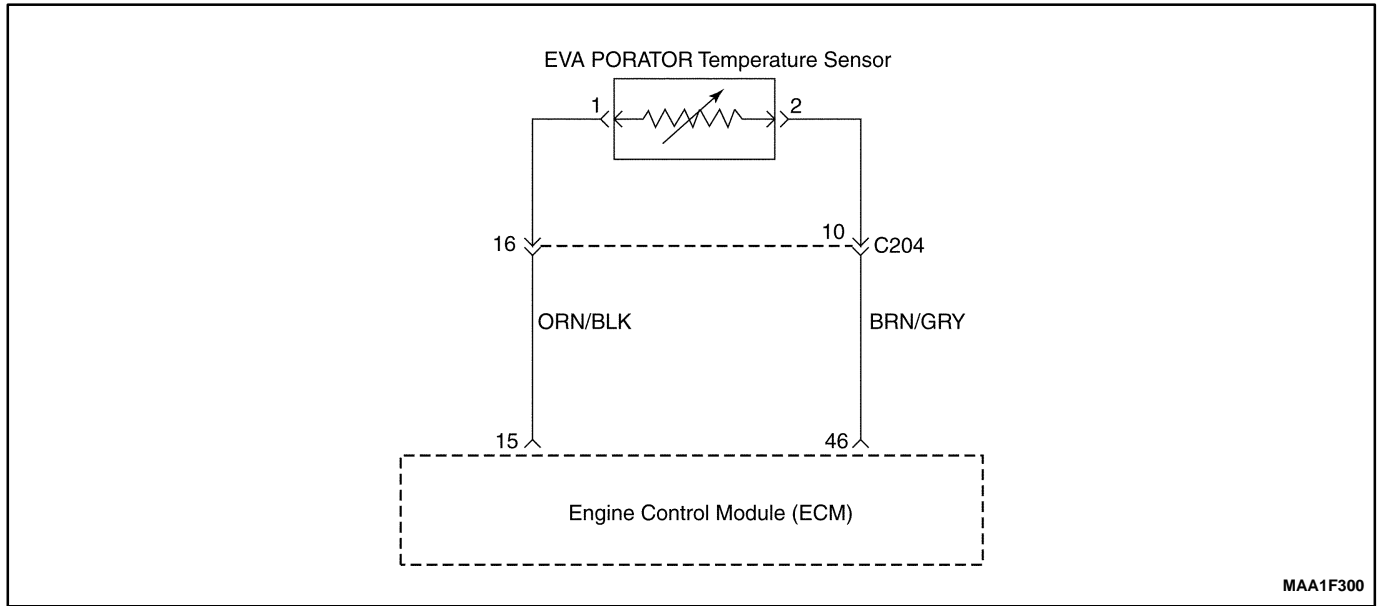 EVA PORATOR Temperature Sensor
1
2
16
10
C204
ORN/BLK
BRN/GRY
15
46
Engine Control Module (ECM)
MAA1F300